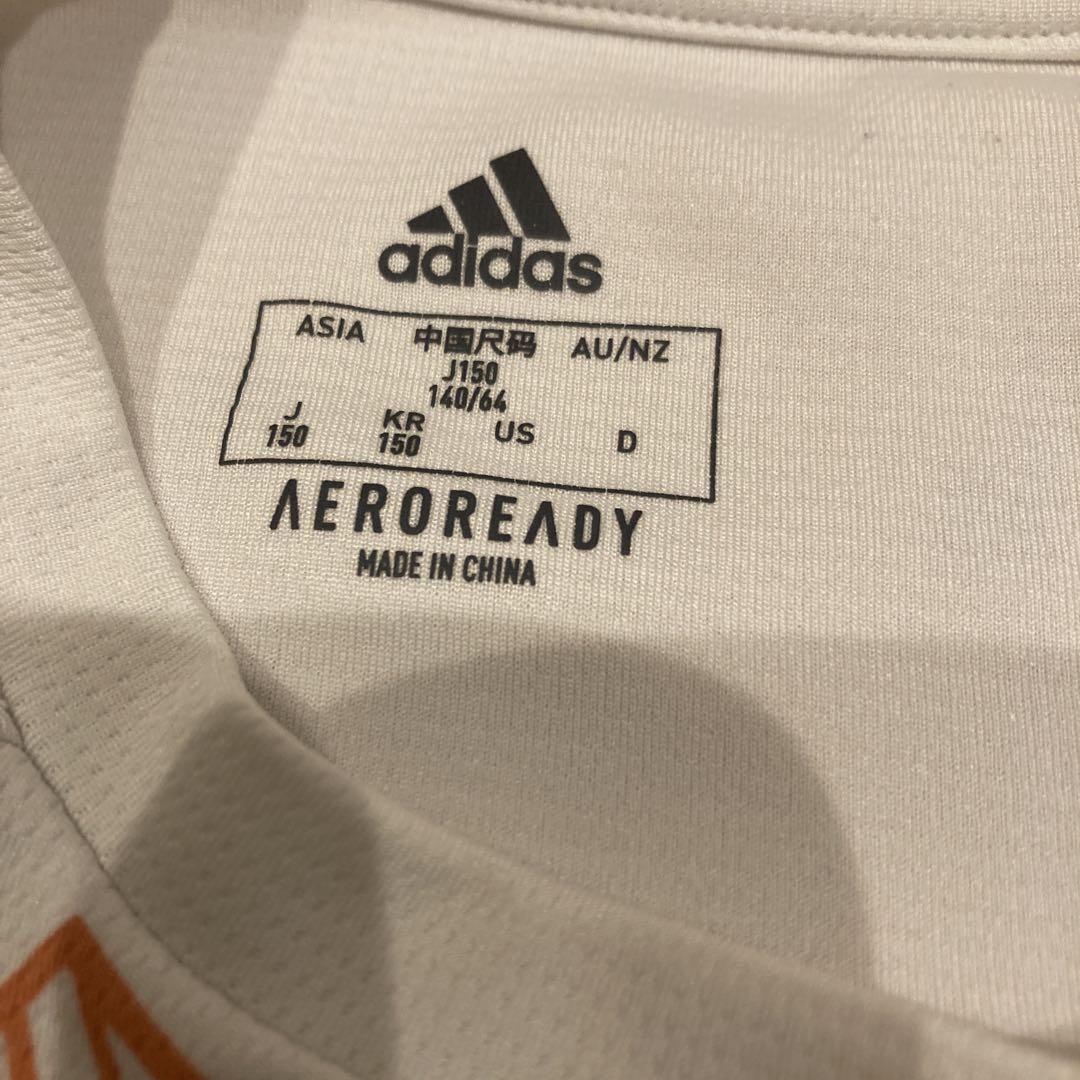 adidas
ASIA 中国尺码 AU/NZ
J150
140/64
J KR US D
150 150
AEROREADY
MADE IN CHINA